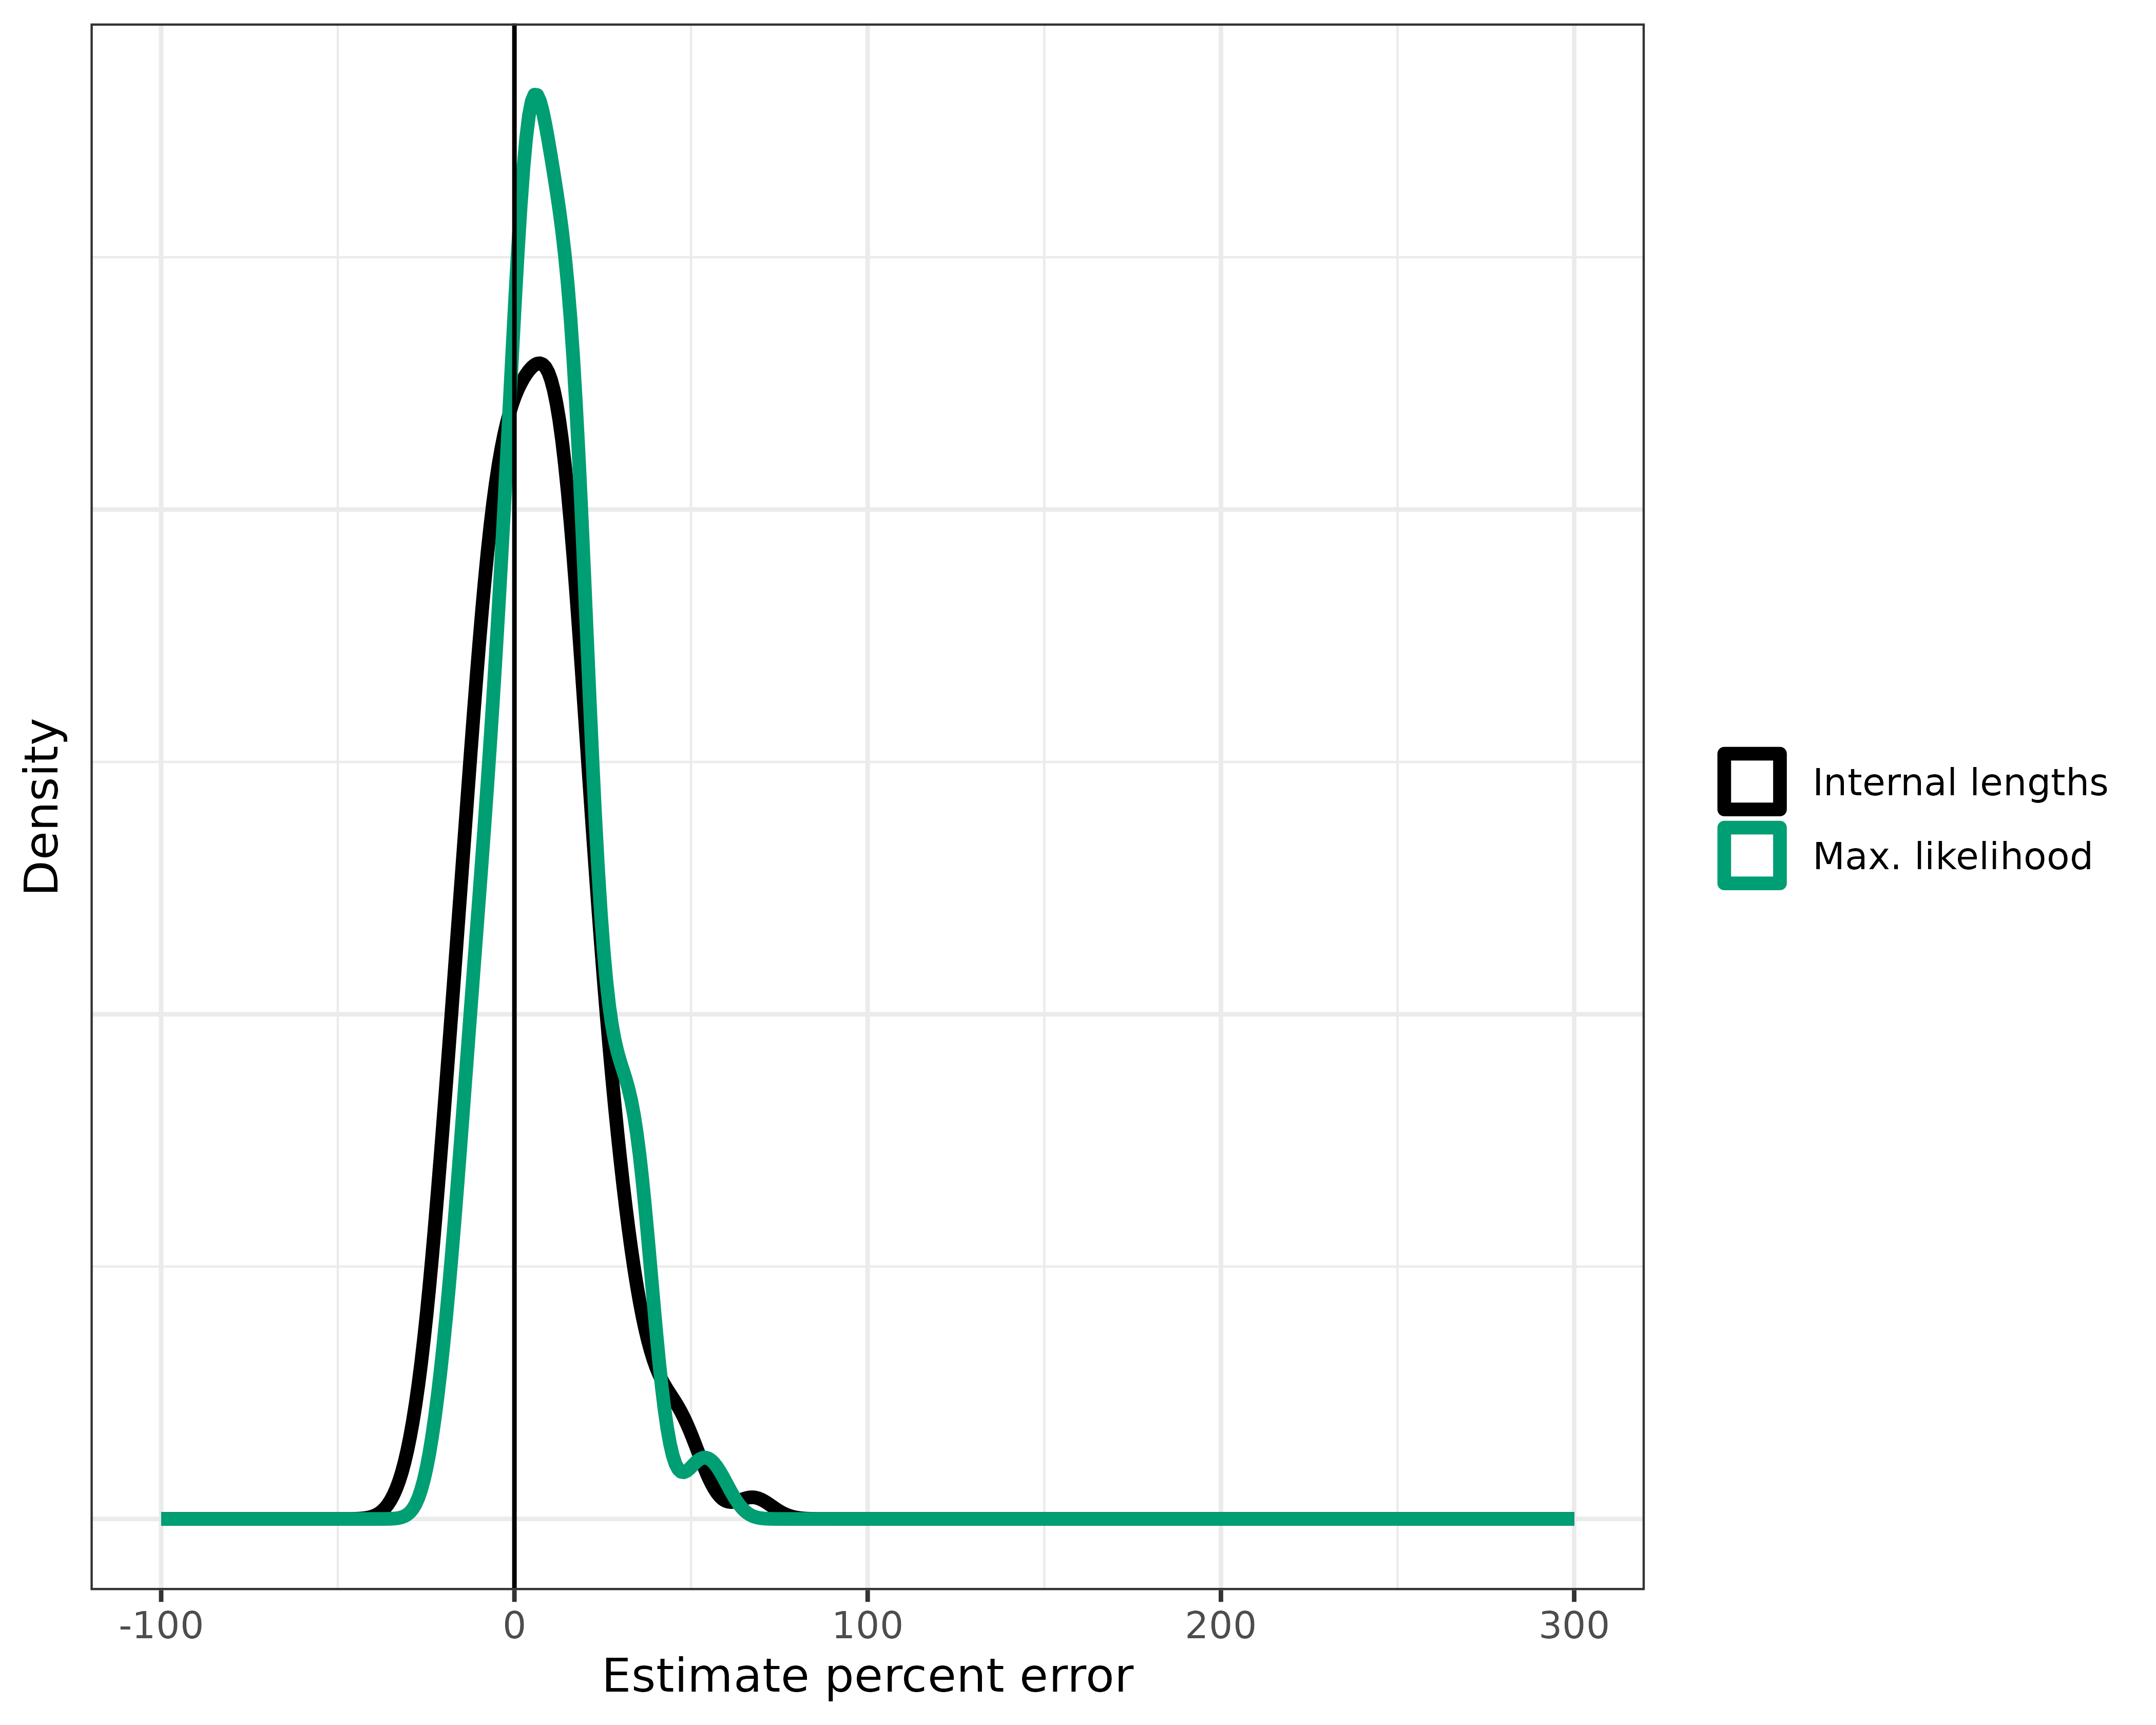 Density
Internal lengths
Max. likelihood
-100 0 100 200 300
Estimate percent error